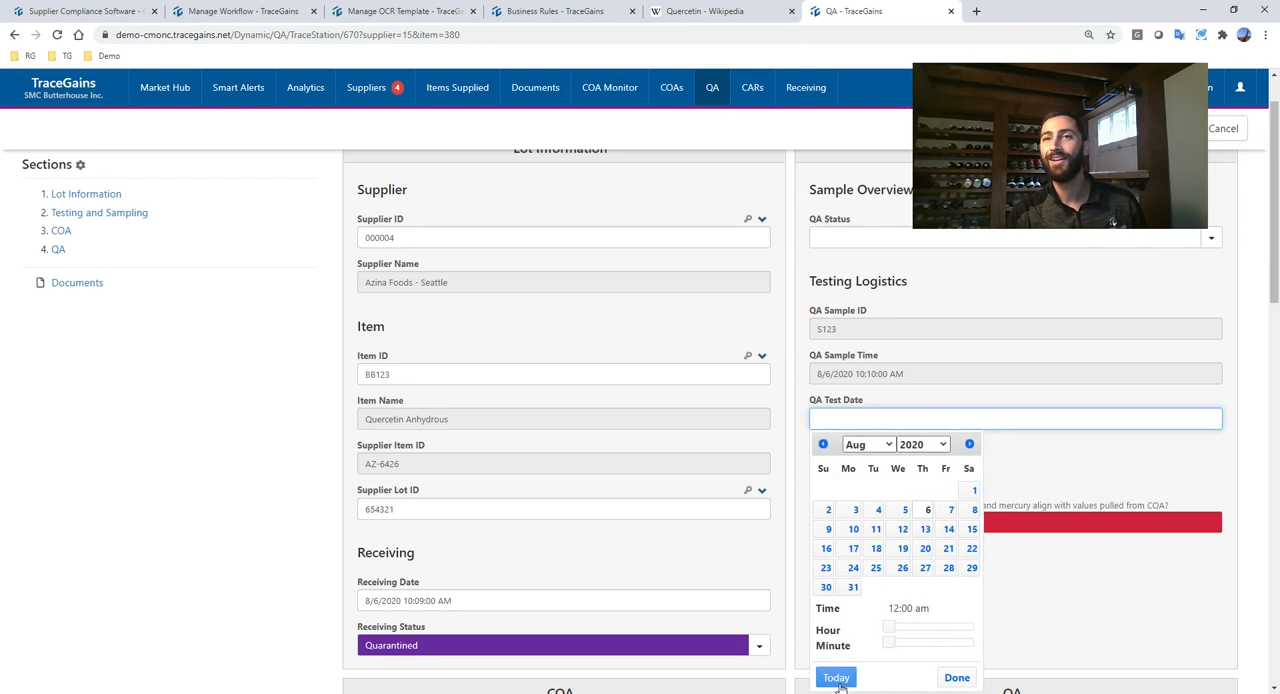 Supplier Compliance Software - C
Manage Workflow - TraceGains
Manage OCR Template - TraceGa
Business Rules - TraceGains
Quercetin - Wikipedia
QA - TraceGains
demo-cmonc.tracegains.net/Dynamic/QA/TraceStation/670?supplier=15&item=380
RG TG Demo
TraceGains
SMC Butterhouse Inc.
Market Hub Smart Alerts Analytics Suppliers 4 Items Supplied Documents COA Monitor COAs QA CARs Receiving
Cancel
Sections
1. Lot Information
2. Testing and Sampling
3. COA
4. QA
Documents
Lot Information
Supplier
Supplier ID
000004
Supplier Name
Azina Foods - Seattle
Item
Item ID
BB123
Item Name
Quercetin Anhydrous
Supplier Item ID
AZ-6426
Supplier Lot ID
654321
Receiving
Receiving Date
8/6/2020 10:09:00 AM
Receiving Status
Quarantined
COA
Sample Overview
QA Status
Testing Logistics
QA Sample ID
S123
QA Sample Time
8/6/2020 10:10:00 AM
QA Test Date
Aug 2020
Su Mo Tu We Th Fr Sa
1
2 3 4 5 6 7 8
9 10 11 12 13 14 15
16 17 18 19 20 21 22
23 24 25 26 27 28 29
30 31
Time 12:00 am
Hour
Minute
Today Done
and mercury align with values pulled from COA?
QA